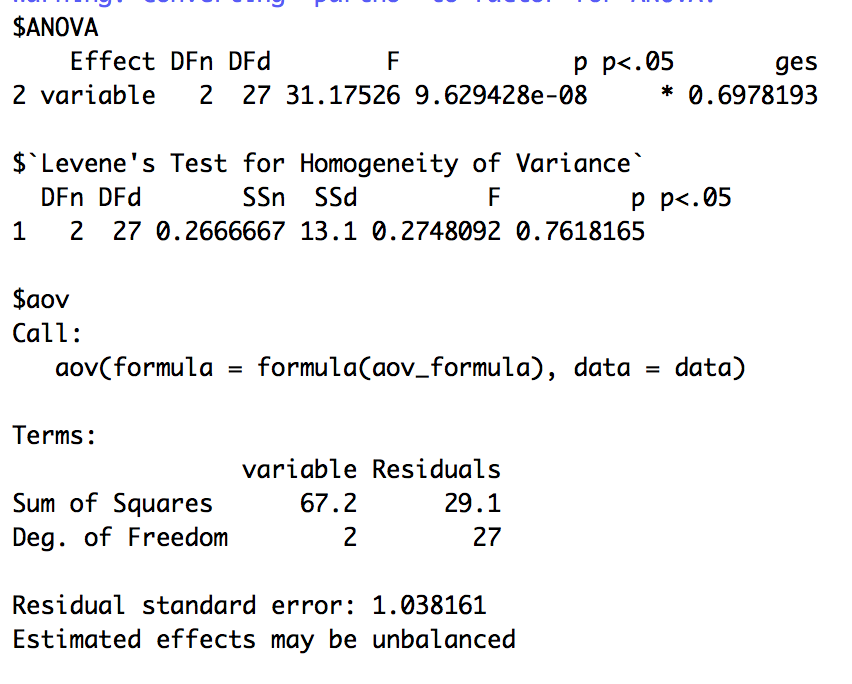 Warning: Converting "partno" to factor for ANOVA.
$ANOVA
    Effect DFn DFd        F            p p<.05       ges
2 variable   2  27 31.17526 9.629428e-08     * 0.6978193
$`Levene's Test for Homogeneity of Variance`
  DFn DFd       SSn  SSd         F         p p<.05
1   2  27 0.2666667 13.1 0.2748092 0.7618165
$aov
Call:
   aov(formula = formula(aov_formula), data = data)
Terms:
                variable Residuals
Sum of Squares      67.2      29.1
Deg. of Freedom        2        27
Residual standard error: 1.038161
Estimated effects may be unbalanced